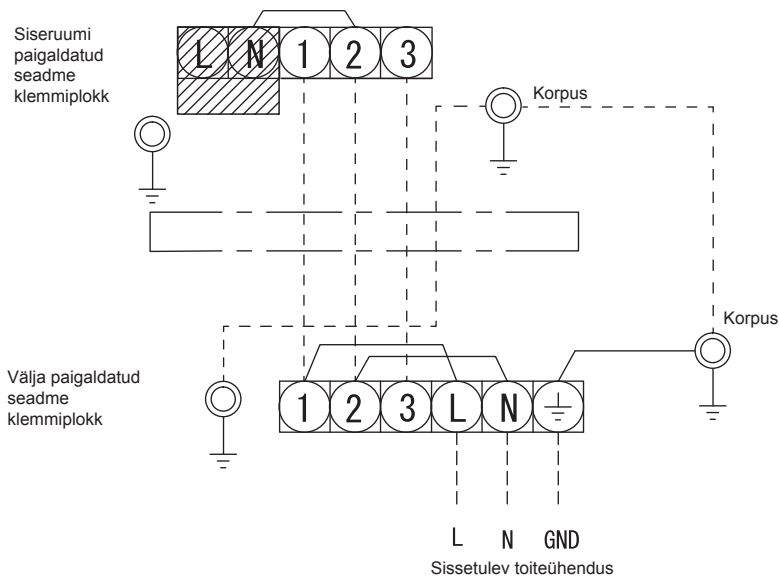 Siseruumi
paigaldatud
seadme
klemmiplokk
L N 1 2 3
Korpus
Korpus
Välja paigaldatud
seadme
klemmiplokk
1 2 3 L N
L N GND
Sissetulev toiteühendus